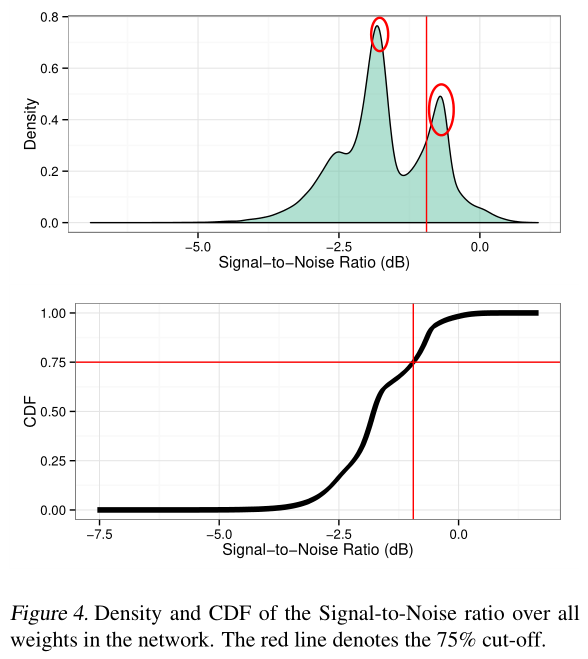 0.8
0.6
0.4
0.2
0.0
Density
−5.0 −2.5 0.0
Signal−to−Noise Ratio (dB)
1.00
0.75
0.50
0.25
0.00
CDF
−7.5 −5.0 −2.5 0.0
Signal−to−Noise Ratio (dB)
Figure 4. Density and CDF of the Signal-to-Noise ratio over all
weights in the network. The red line denotes the 75% cut-off.